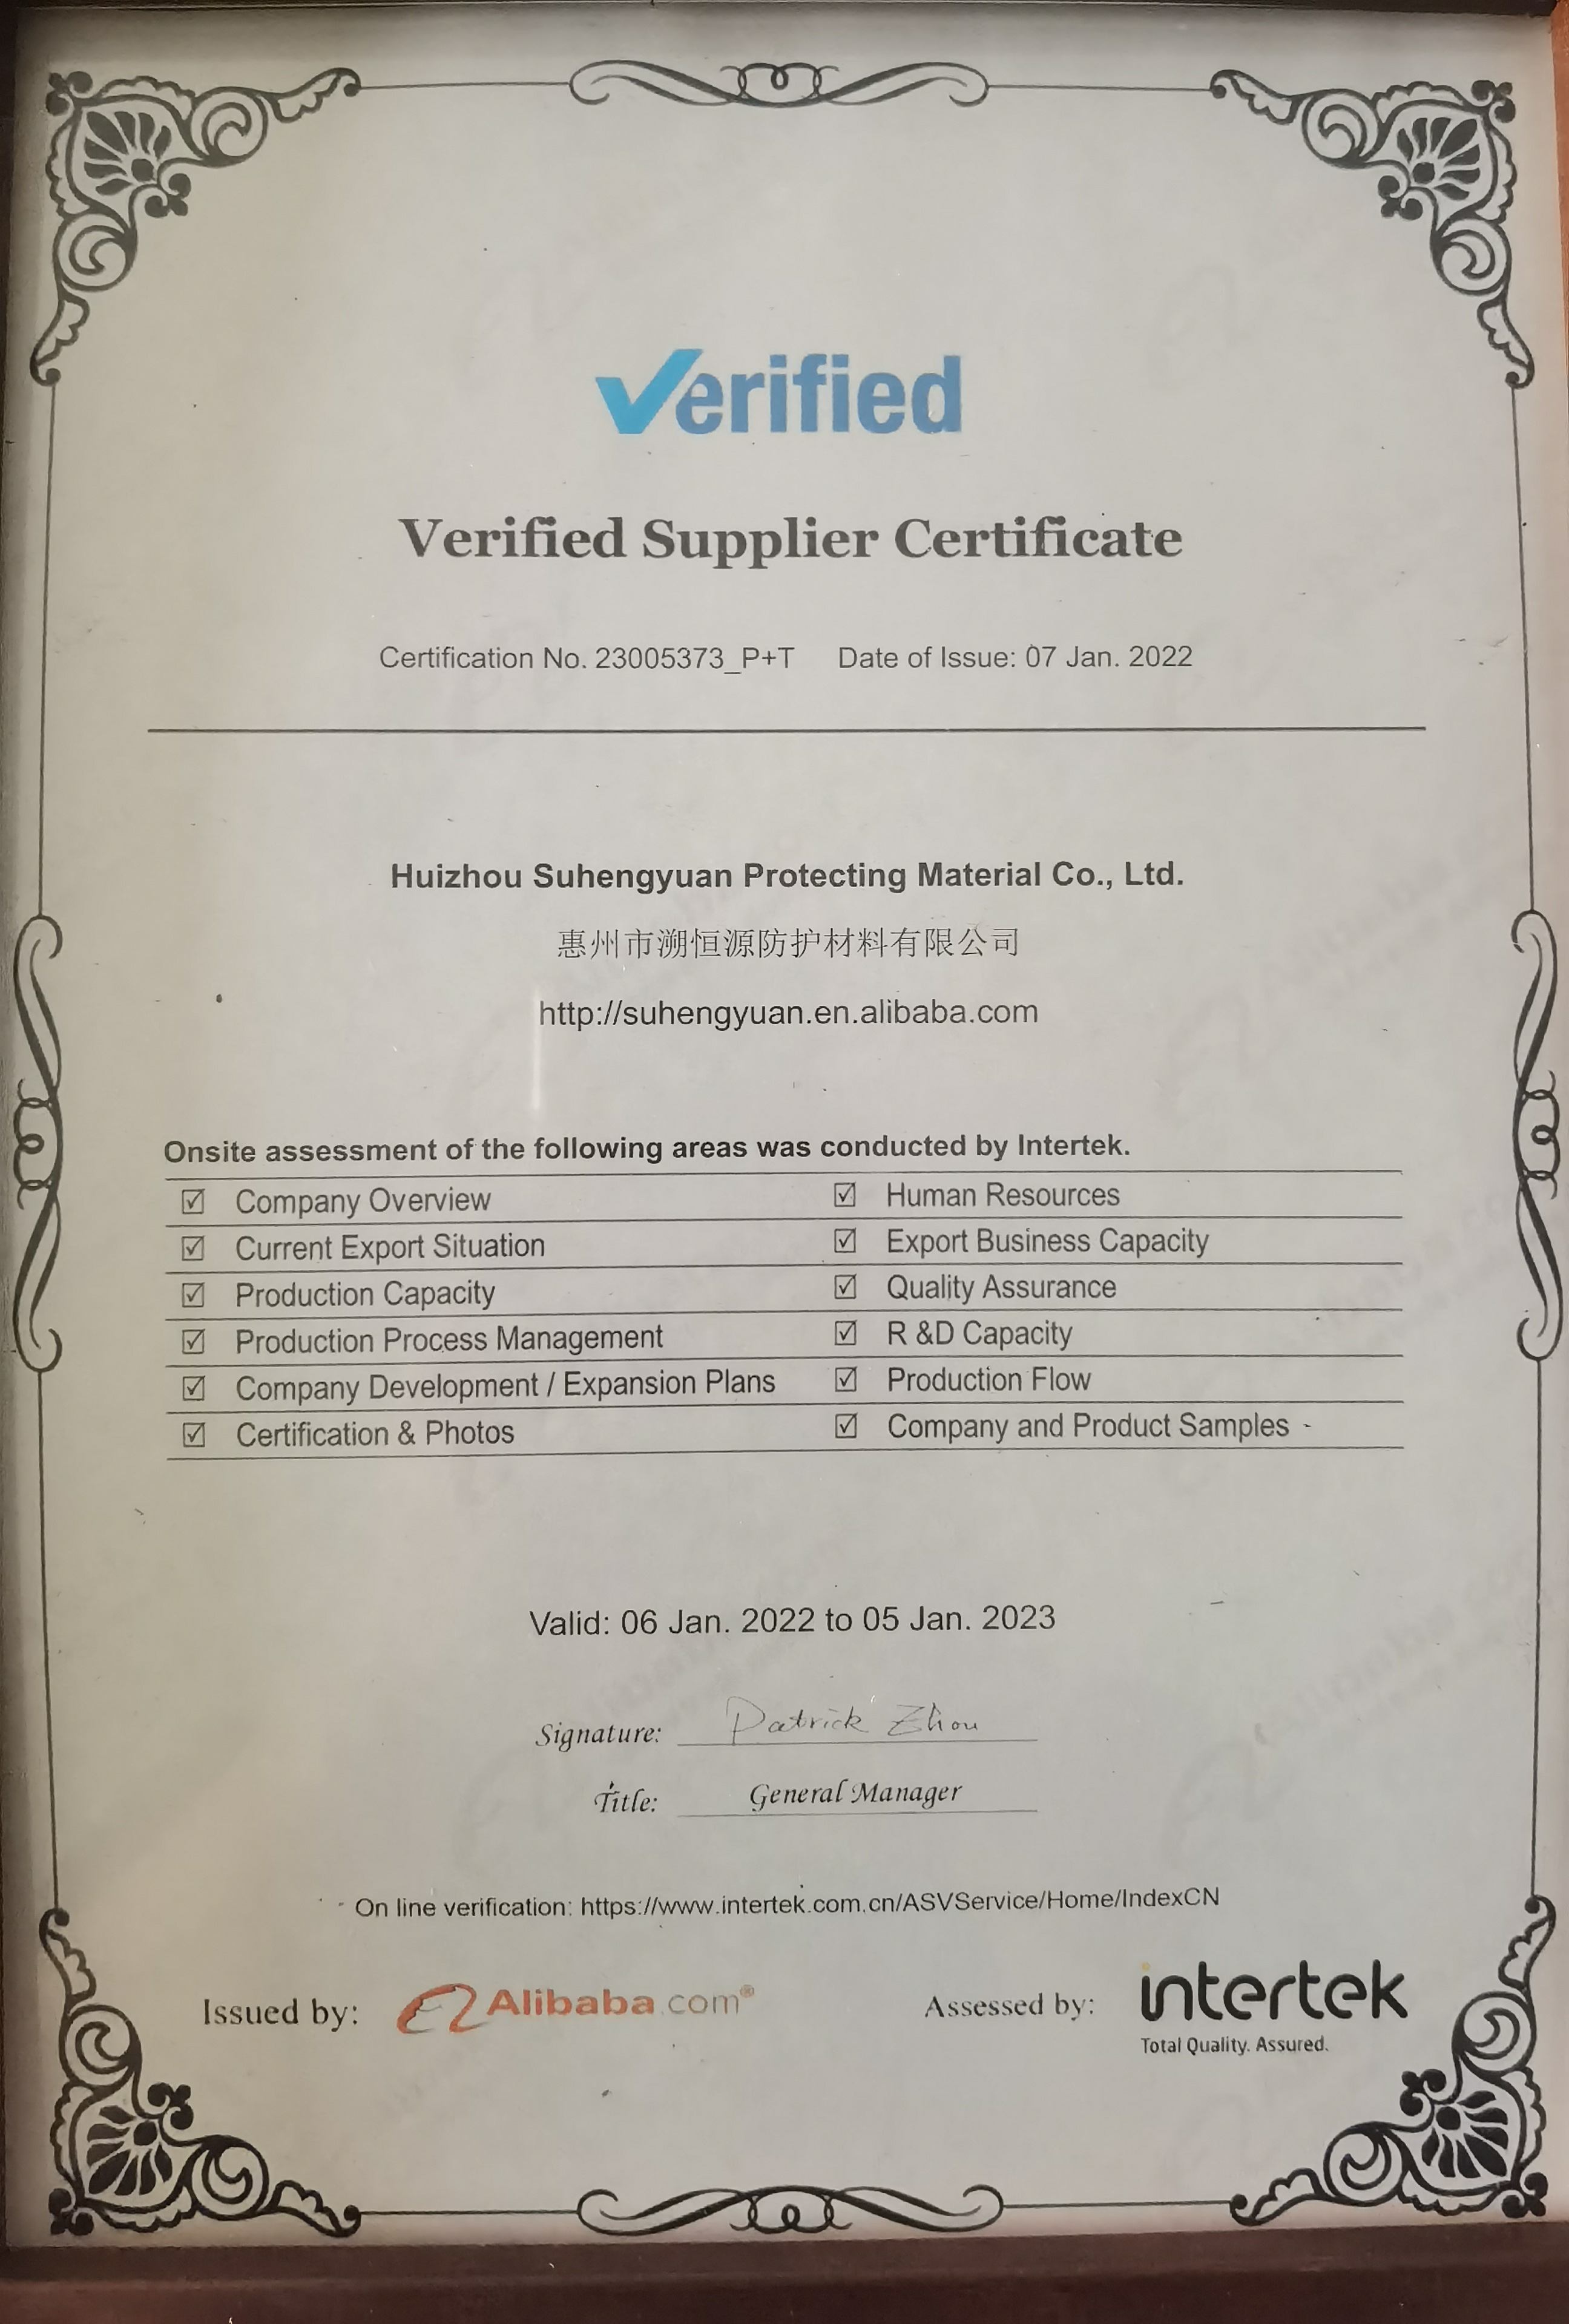 Verified
Verified Supplier Certificate
Certification No. 23005373_P+T Date of Issue: 07 Jan. 2022
Huizhou Suhengyuan Protecting Material Co., Ltd.
惠州市溯恒源防护材料有限公司
http://suhengyuan.en.alibaba.com
Onsite assessment of the following areas was conducted by Intertek.
☑ Company Overview ☑ Human Resources
☑ Current Export Situation ☑ Export Business Capacity
☑ Production Capacity ☑ Quality Assurance
☑ Production Process Management ☑ R &D Capacity
☑ Company Development / Expansion Plans ☑ Production Flow
☑ Certification & Photos ☑ Company and Product Samples
Valid: 06 Jan. 2022 to 05 Jan. 2023
Signature: Patrick Zhou
Title: General Manager
On line verification: https://www.intertek.com.cn/ASVService/Home/IndexCN
Issued by: Alibaba.com® Assessed by: intertek
Total Quality. Assured.